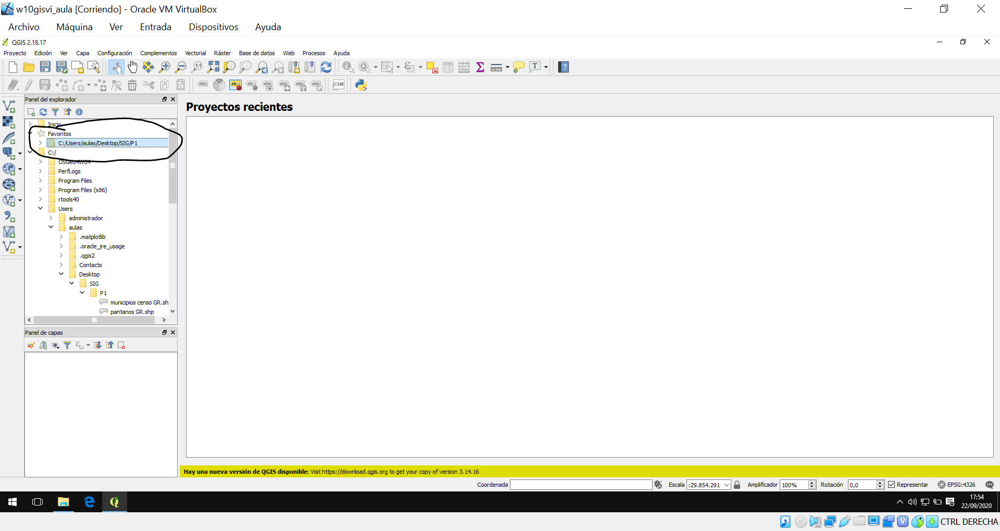 w10gisvi_aula [Corriendo] - Oracle VM VirtualBox
Archivo Máquina Ver Entrada Dispositivos Ayuda
QGIS 2.18.17
Proyecto Edición Ver Capa Configuración Complementos Vectorial Ráster Base de datos Web Procesos Ayuda
1:1
T
?
abc
ab
ab
abc
abc
abc
abc
CSW
Panel del explorador
Proyectos recientes
Inicio
Favoritos
C:/Users/aulas/Desktop/SIG/P1
C:/
OSGeo4W64
PerfLogs
Program Files
Program Files (x86)
rtools40
Users
administrador
aulas
.matplotlib
.oracle_jre_usage
.qgis2
Contacts
Desktop
SIG
P1
municipios censo GR.sh
pantanos GR.shp
Panel de capas
Hay una nueva versión de QGIS disponible: Visit https://download.qgis.org to get your copy of version 3.14.16
Coordenada Escala :29.854.291 Amplificador 100% Rotación 0,0 Representar EPSG:4326
17:54
22/09/2020
CTRL DERECHA